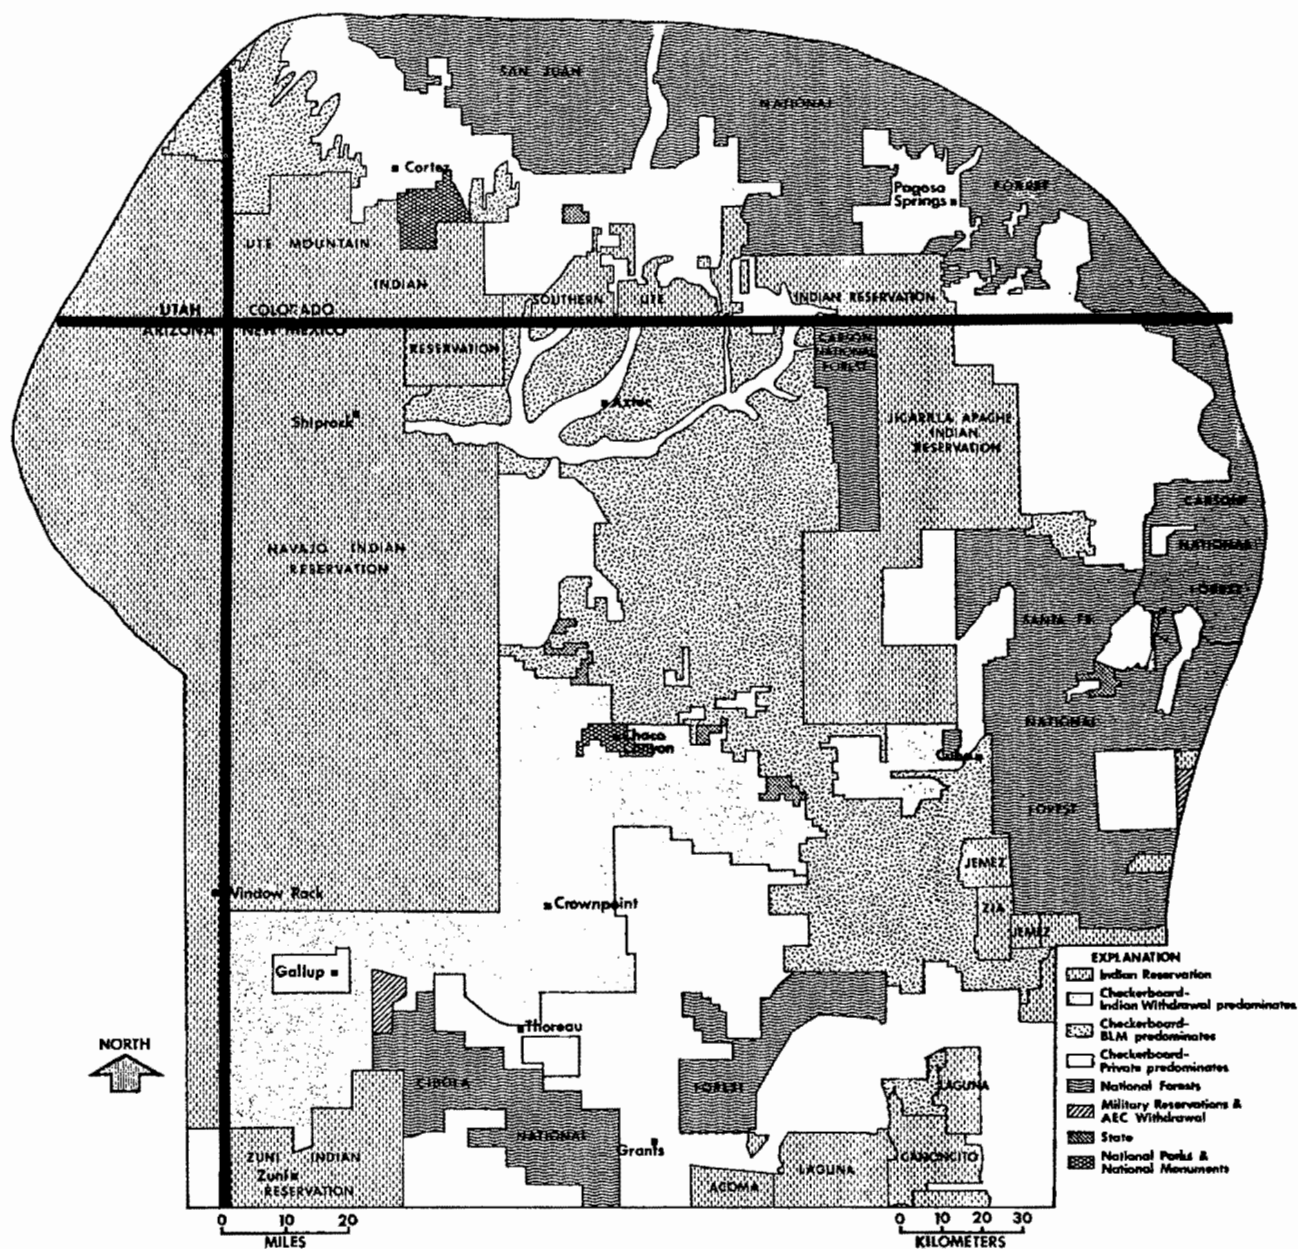 SAN JUAN
NATIONAL
FOREST
Cortez
Pagosa
Springs
UTE MOUNTAIN
INDIAN
SOUTHERN UTE INDIAN RESERVATION
UTAH COLORADO
ARIZONA NEW MEXICO
RESERVATION
CARSON
NATIONAL
FOREST
Aztec
Shiprock
JICARILLA APACHE
INDIAN
RESERVATION
CARSON
NATIONAL
FOREST
NAVAJO INDIAN
RESERVATION
SANTA FE
NATIONAL
FOREST
Chaco
Canyon
Cuba
JEMEZ
ZIA
JEMEZ
Window Rock
Crownpoint
Gallup
Thoreau
NORTH
CIBOLA
NATIONAL
FOREST
Grants
ZUNI INDIAN
Zuni
RESERVATION
ACOMA
LAGUNA
LAGUNA
CANONCITO
EXPLANATION
Indian Reservation
Checkerboard-
Indian Withdrawal predominates
Checkerboard-
BLM predominates
Checkerboard-
Private predominates
National Forests
Military Reservations &
AEC Withdrawal
State
National Parks &
National Monuments
0 10 20
MILES
0 10 20 30
KILOMETERS